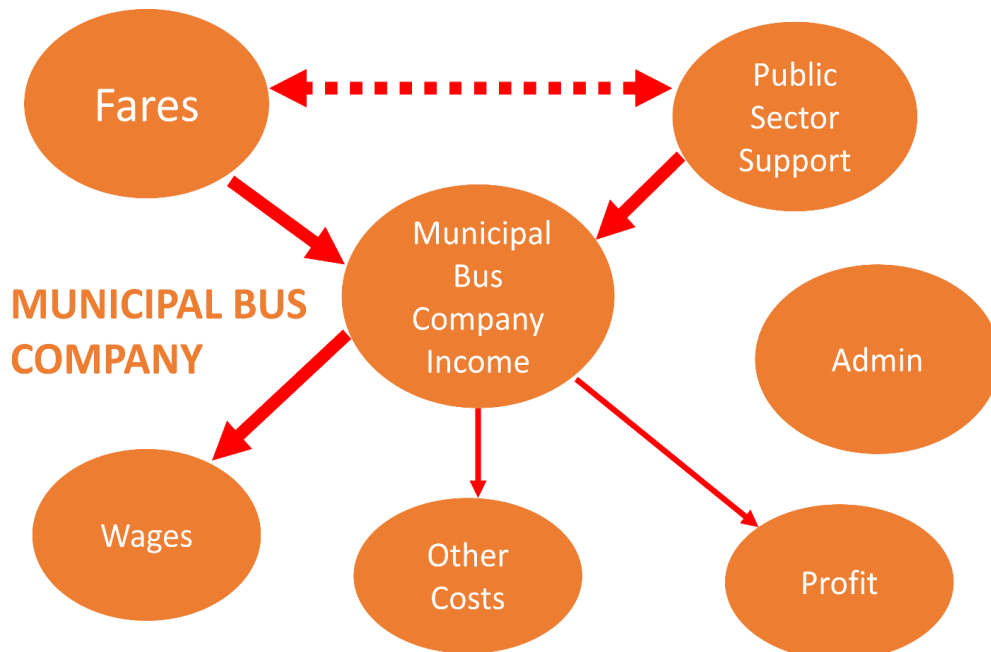 Fares
Public
Sector
Support
Municipal
Bus
Company
Income
MUNICIPAL BUS
COMPANY
Admin
Wages
Other
Costs
Profit